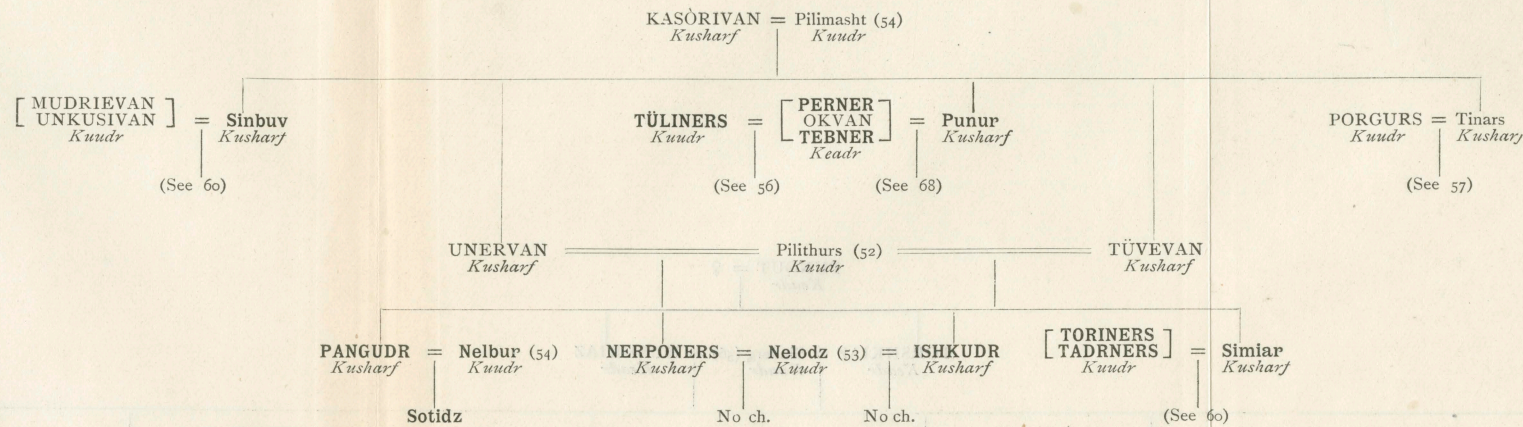 KASÒRIVAN = Pilimasht (54)
Kusharf Kuudr
[ MUDRIEVAN
UNKUSIVAN ] = Sinbuv
Kuudr Kusharf
(See 60)
TÜLINERS = [ PERNER
OKVAN
TEBNER ] = Punur
Kuudr Keadr Kusharf
(See 56) (See 68)
PORGURS = Tinars
Kuudr Kusharf
(See 57)
UNERVAN = Pilithurs (52) = TÜVEVAN
Kusharf Kuudr Kusharf
PANGUDR = Nelbur (54) NERPONERS = Nelodz (53) = ISHKUDR [ TORINERS
TADRNERS ] = Simiar
Kusharf Kuudr Kusharf Kuudr Kusharf Kuudr Kusharf
Sotidz No ch. No ch. (See 60)